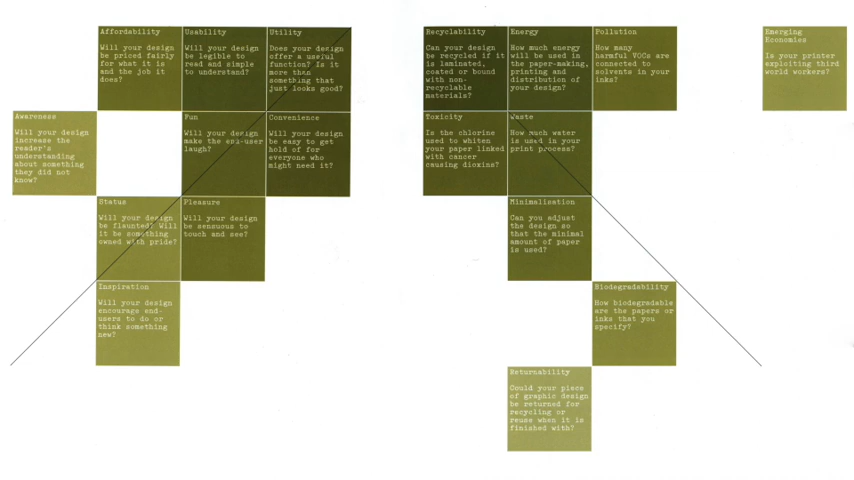 Affordability
Will your design
be priced fairly
for what it is
and the job it
does?
Usability
Will your design
be legible to
read and simple
to understand?
Utility
Does your design
offer a useful
function? Is it
more then
something that
just looks good?
Awareness
Will your design
increase the
reader's
understanding
about something
they did not
know?
Fun
Will your design
make the end-user
laugh?
Convenience
Will your design
be easy to get
hold of for
everyone who
might need it?
Status
Will your design
be flaunted? Will
it be something
owned with pride?
Pleasure
Will your design
be sensuous to
touch and see?
Inspiration
Will your design
encourage end-
users to do or
think something
new?
Recyclability
Can your design
be recycled if it
is laminated,
coated or bound
with non-
recyclable
materials?
Energy
How much energy
will be used in
the paper-making,
printing and
distribution of
your design?
Pollution
How many
harmful VOCs are
connected to
solvents in your
inks?
Emerging
Economies
Is your printer
exploiting third
world workers?
Toxicity
Is the chlorine
used to whiten
your paper linked
with cancer
causing dioxins?
Waste
How much water
is used in your
print process?
Minimalisation
Can you adjust
the design so
that the minimal
amount of paper
is used?
Biodegradability
How biodegradable
are the papers or
inks that you
specify?
Returnability
Could your piece
of graphic design
be returned for
recycling or
reuse when it is
finished with?